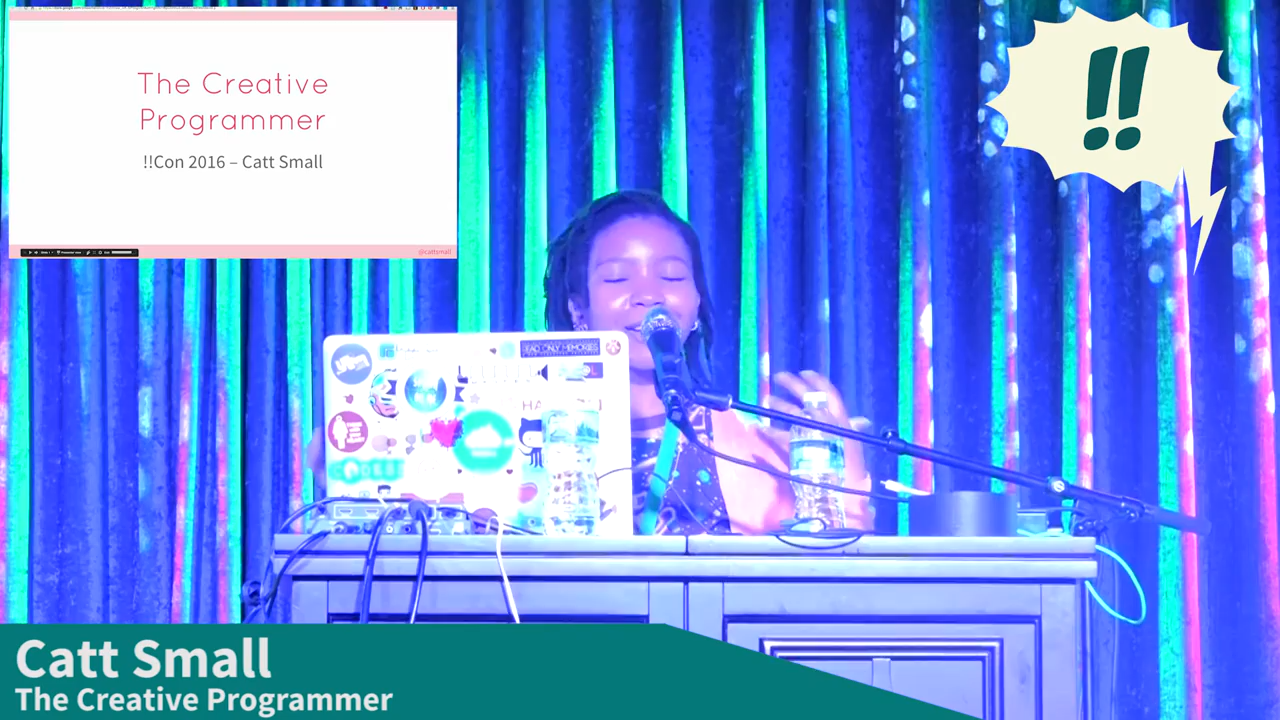 The Creative
Programmer
!!Con 2016 – Catt Small
@cattsmall
!!
READ ONLY MEMORIES
Catt Small
The Creative Programmer